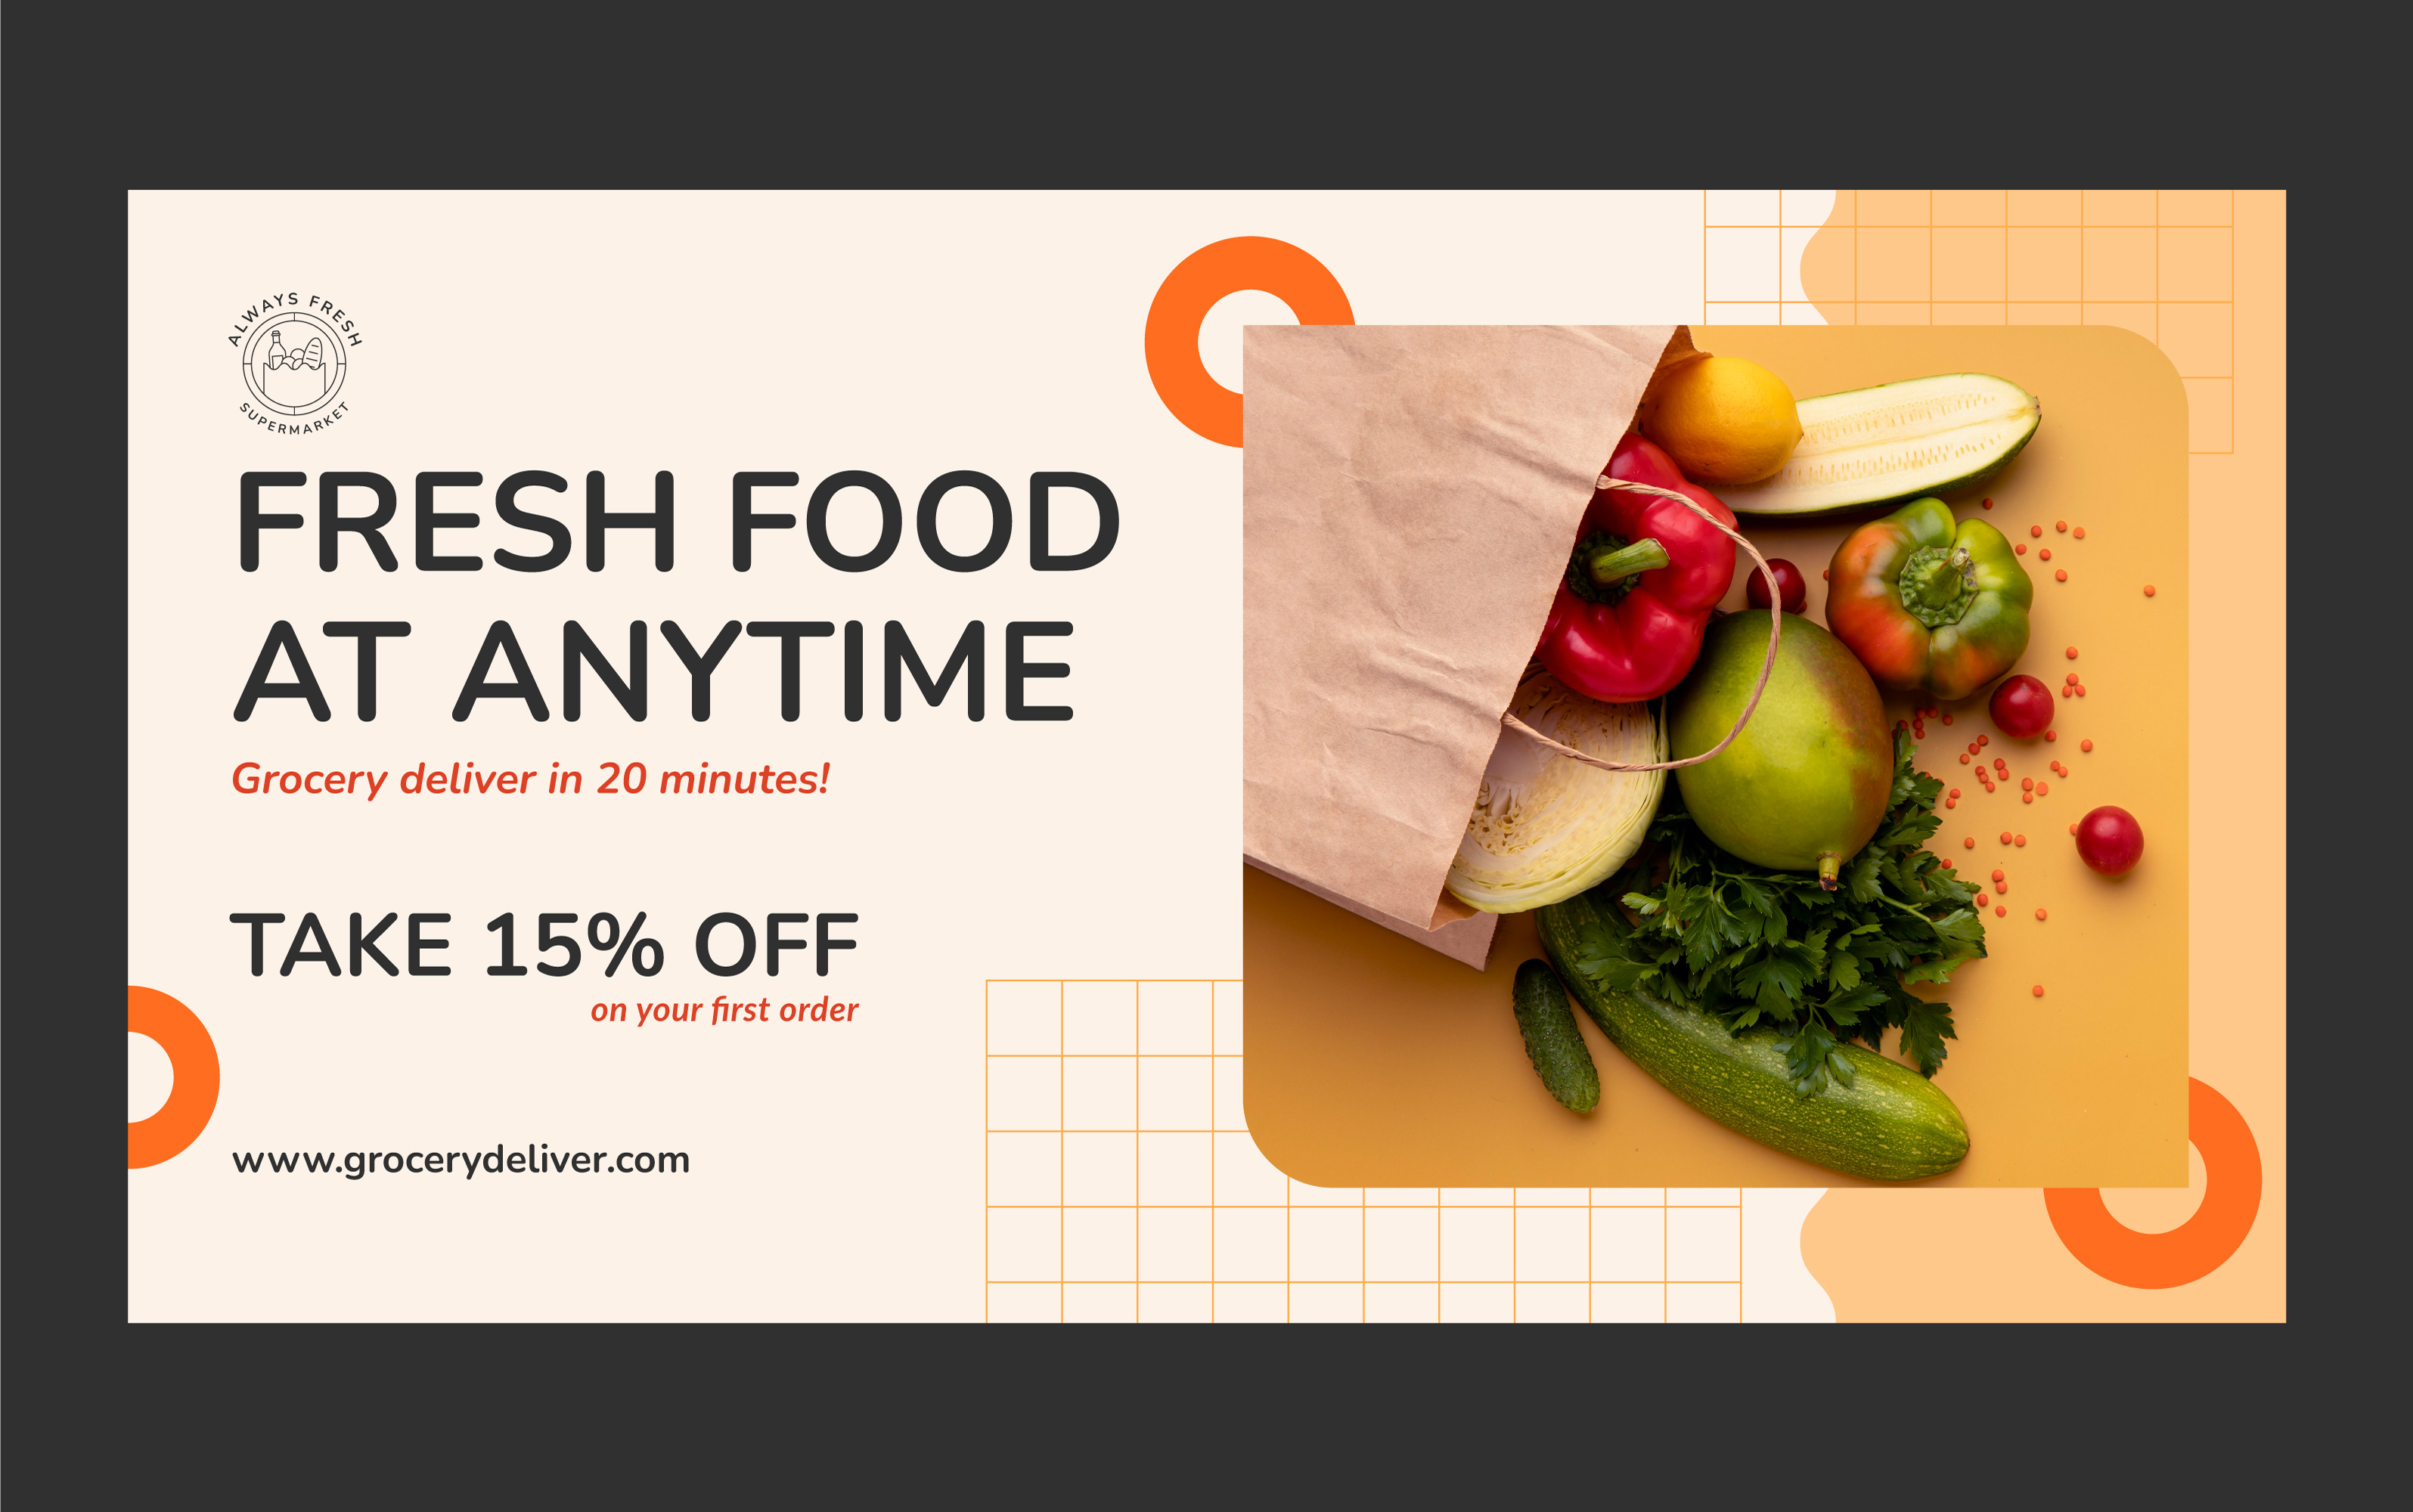 ALWAYS FRESH
SUPERMARKET
FRESH FOOD
AT ANYTIME
Grocery deliver in 20 minutes!
TAKE 15% OFF
on your first order
www.grocerydeliver.com